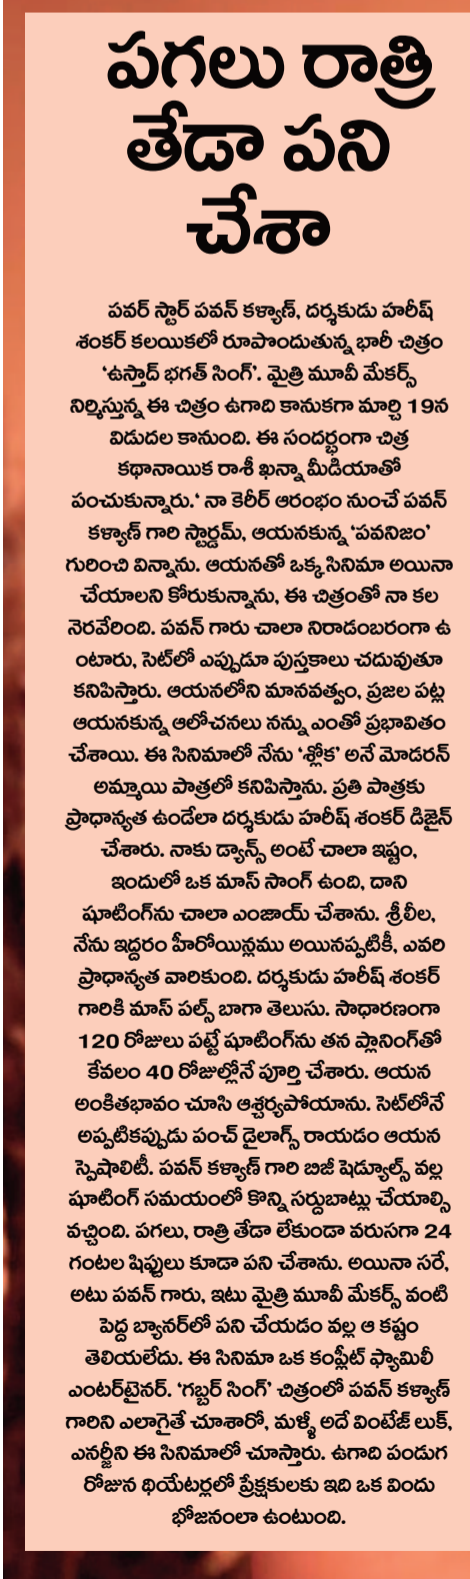 పగలు రాత్రి
తేడా పని
చేశా
పవర్ స్టార్ పవన్ కళ్యాణ్, దర్శకుడు హరీష్
శంకర్ కలయికలో రూపొందుతున్న భారీ చిత్రం
‘ఉస్తాద్ భగత్ సింగ్’. మైత్రి మూవీ మేకర్స్
నిర్మిస్తున్న ఈ చిత్రం ఉగాది కానుకగా మార్చి 19న
విడుదల కానుంది. ఈ సందర్భంగా చిత్ర
కథానాయిక రాశీ ఖన్నా మీడియాతో
పంచుకున్నారు.‘ నా కెరీర్ ఆరంభం నుంచే పవన్
కళ్యాణ్ గారి స్టార్డమ్, ఆయనకున్న ‘పవనిజం’
గురించి విన్నాను. ఆయనతో ఒక్క సినిమా అయినా
చేయాలని కోరుకున్నాను, ఈ చిత్రంతో నా కల
నెరవేరింది. పవన్ గారు చాలా నిరాడంబరంగా ఉ
ంటారు, సెట్‌లో ఎప్పుడూ పుస్తకాలు చదువుతూ
కనిపిస్తారు. ఆయనలోని మానవత్వం, ప్రజల పట్ల
ఆయనకున్న ఆలోచనలు నన్ను ఎంతో ప్రభావితం
చేశాయి. ఈ సినిమాలో నేను ‘శ్లోక’ అనే మోడరన్
అమ్మాయి పాత్రలో కనిపిస్తాను. ప్రతి పాత్రకు
ప్రాధాన్యత ఉండేలా దర్శకుడు హరీష్ శంకర్ డిజైన్
చేశారు. నాకు డ్యాన్స్ అంటే చాలా ఇష్టం,
ఇందులో ఒక మాస్ సాంగ్ ఉంది, దాని
షూటింగ్‌ను చాలా ఎంజాయ్ చేశాను. శ్రీలీల,
నేను ఇద్దరం హీరోయిన్లము అయినప్పటికీ, ఎవరి
ప్రాధాన్యత వారికుంది. దర్శకుడు హరీష్ శంకర్
గారికి మాస్ పల్స్ బాగా తెలుసు. సాధారణంగా
120 రోజులు పట్టే షూటింగ్‌ను తన ప్లానింగ్‌తో
కేవలం 40 రోజుల్లోనే పూర్తి చేశారు. ఆయన
అంకితభావం చూసి ఆశ్చర్యపోయాను. సెట్‌లోనే
అప్పటికప్పుడు పంచ్ డైలాగ్స్ రాయడం ఆయన
స్పెషాలిటీ. పవన్ కళ్యాణ్ గారి బిజీ షెడ్యూల్స్ వల్ల
షూటింగ్ సమయంలో కొన్ని సర్దుబాట్లు చేయాల్సి
వచ్చింది. పగలు, రాత్రి తేడా లేకుండా వరుసగా 24
గంటల షిఫ్టులు కూడా పని చేశాను. అయినా సరే,
అటు పవన్ గారు, ఇటు మైత్రి మూవీ మేకర్స్ వంటి
పెద్ద బ్యానర్‌లో పని చేయడం వల్ల ఆ కష్టం
తెలియలేదు. ఈ సినిమా ఒక కంప్లీట్ ఫ్యామిలీ
ఎంటర్‌టైనర్. ‘గబ్బర్ సింగ్’ చిత్రంలో పవన్ కళ్యాణ్
గారిని ఎలాగైతే చూశారో, మళ్ళీ అదే వింటేజ్ లుక్,
ఎనర్జీని ఈ సినిమాలో చూస్తారు. ఉగాది పండుగ
రోజున థియేటర్లలో ప్రేక్షకులకు ఇది ఒక విందు
భోజనంలా ఉంటుంది.